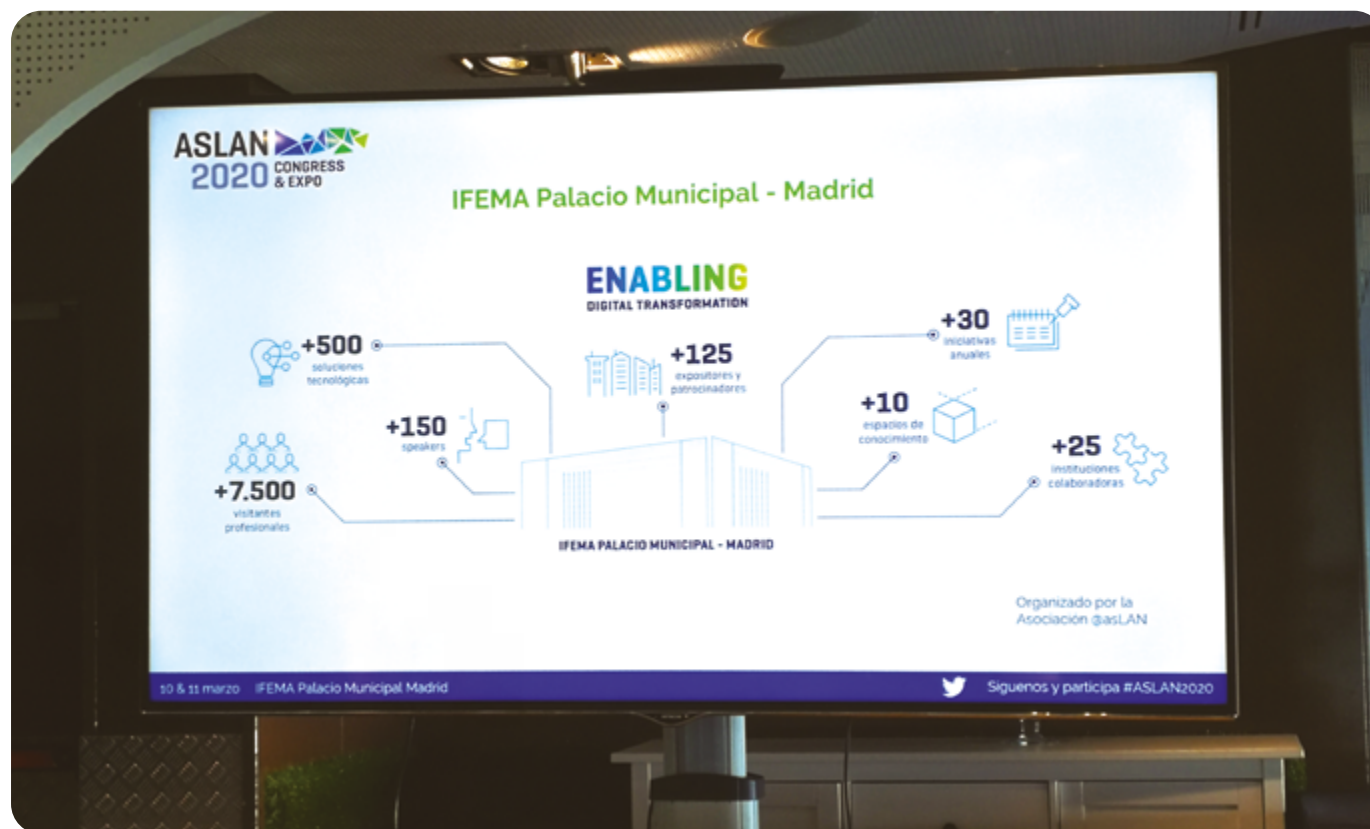 ASLAN
2020 CONGRESS
& EXPO
IFEMA Palacio Municipal - Madrid
ENABLING
DIGITAL TRANSFORMATION
+500
soluciones
tecnológicas
+125
expositores y
patrocinadores
+30
iniciativas
anuales
+150
speakers
+10
espacios de
conocimiento
+7.500
visitantes
profesionales
+25
instituciones
colaboradoras
IFEMA PALACIO MUNICIPAL - MADRID
Organizado por la
Asociación @asLAN
10 & 11 marzo IFEMA Palacio Municipal Madrid
Siguenos y participa #ASLAN2020